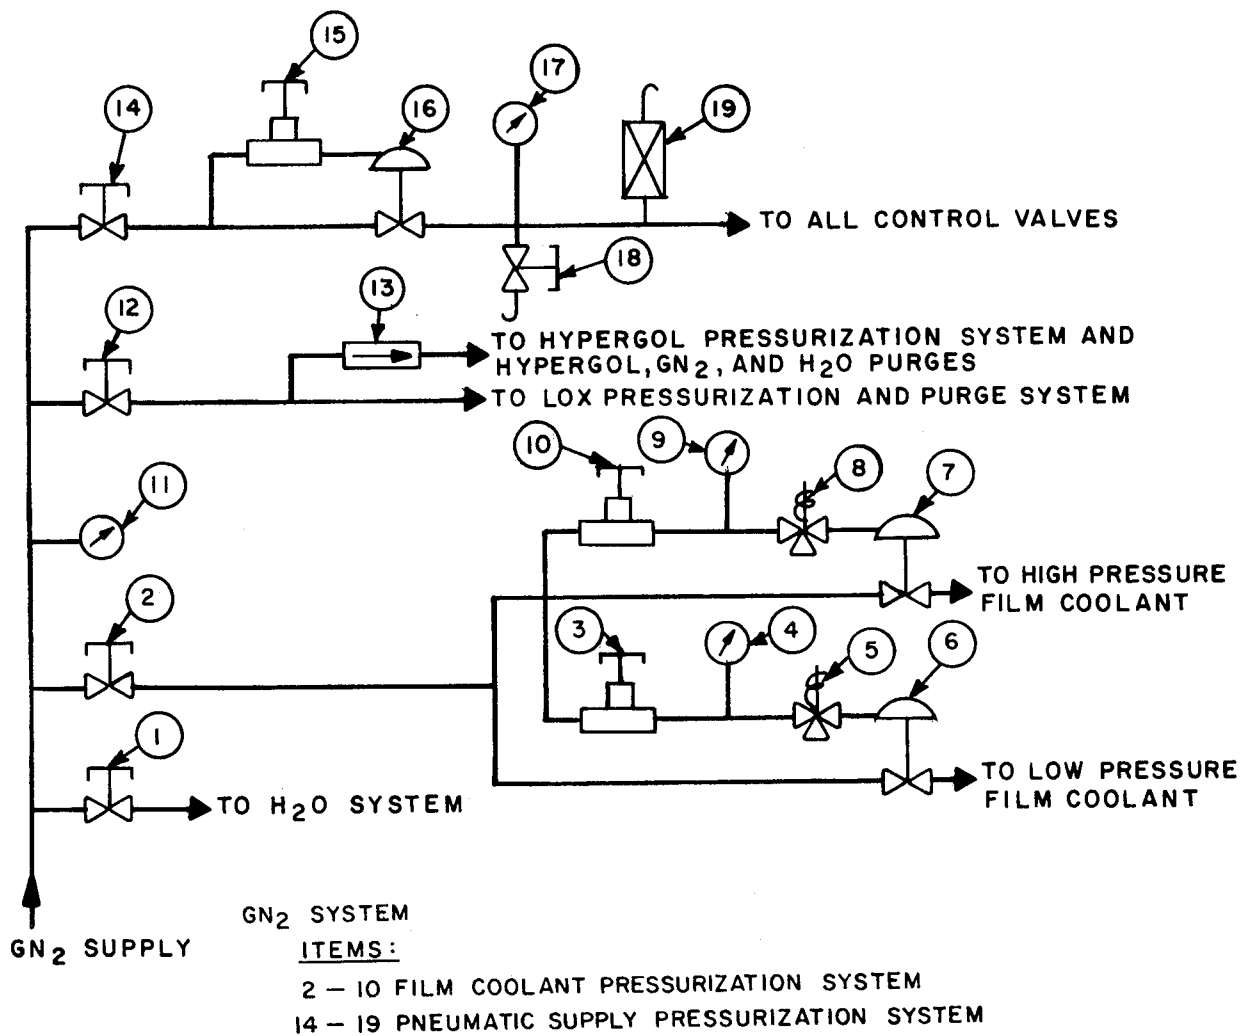 15
17
14
16
19
TO ALL CONTROL VALVES
18
13
12
TO HYPERGOL PRESSURIZATION SYSTEM AND
HYPERGOL, GN2, AND H2O PURGES
TO LOX PRESSURIZATION AND PURGE SYSTEM
10
9
8
7
11
TO HIGH PRESSURE
FILM COOLANT
2
3
4
5
6
1
TO LOW PRESSURE
FILM COOLANT
TO H2O SYSTEM
GN2 SUPPLY
GN2 SYSTEM
ITEMS:
2 – 10 FILM COOLANT PRESSURIZATION SYSTEM
14 – 19 PNEUMATIC SUPPLY PRESSURIZATION SYSTEM